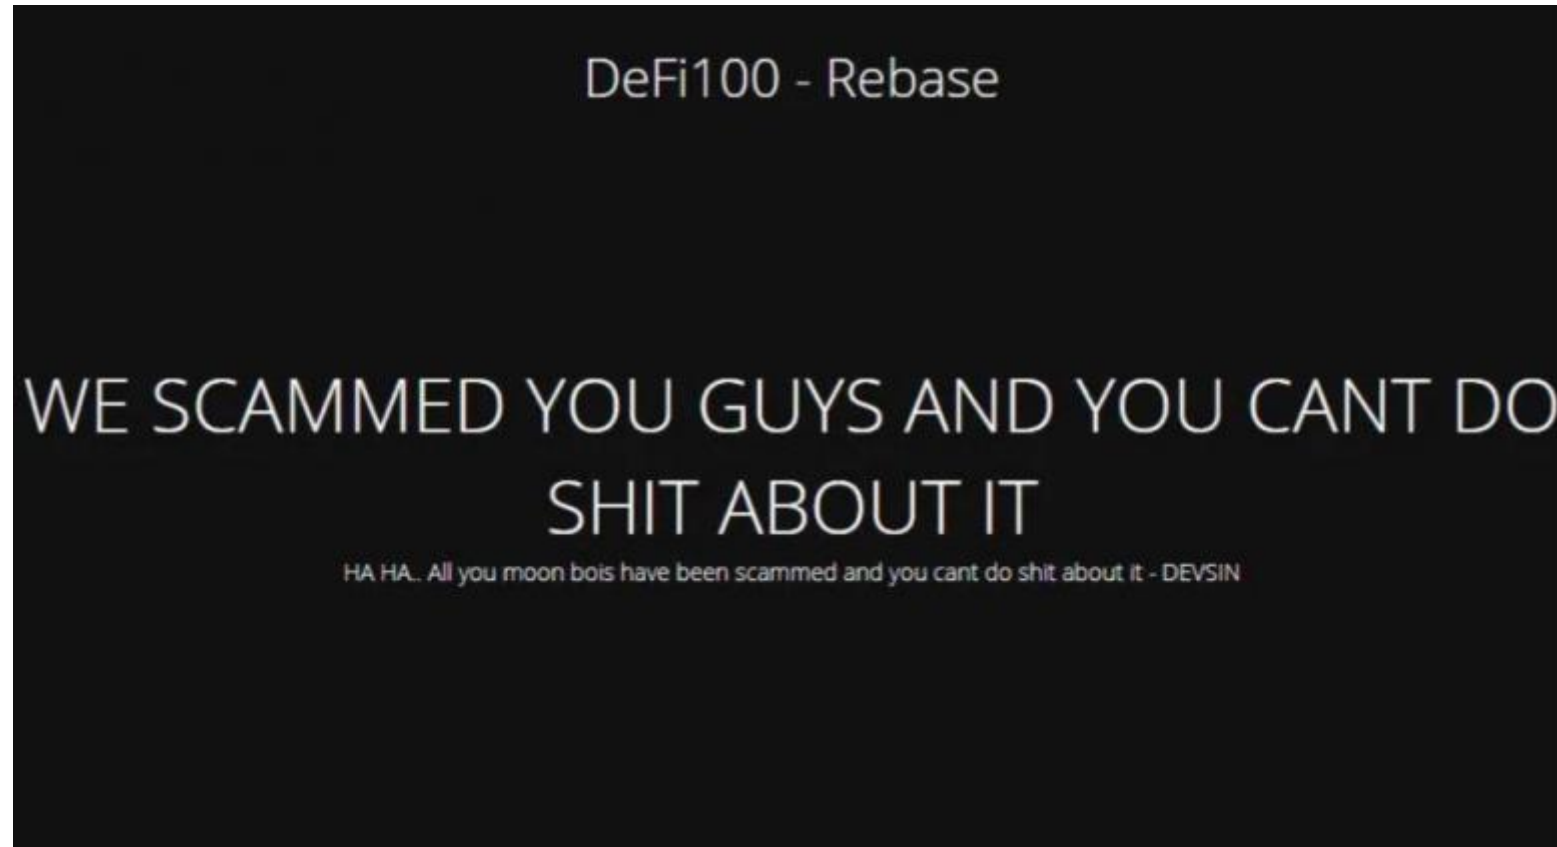 DeFi100 - Rebase
WE SCAMMED YOU GUYS AND YOU CANT DO
SHIT ABOUT IT
HA HA.. All you moon bois have been scammed and you cant do shit about it - DEVSIN